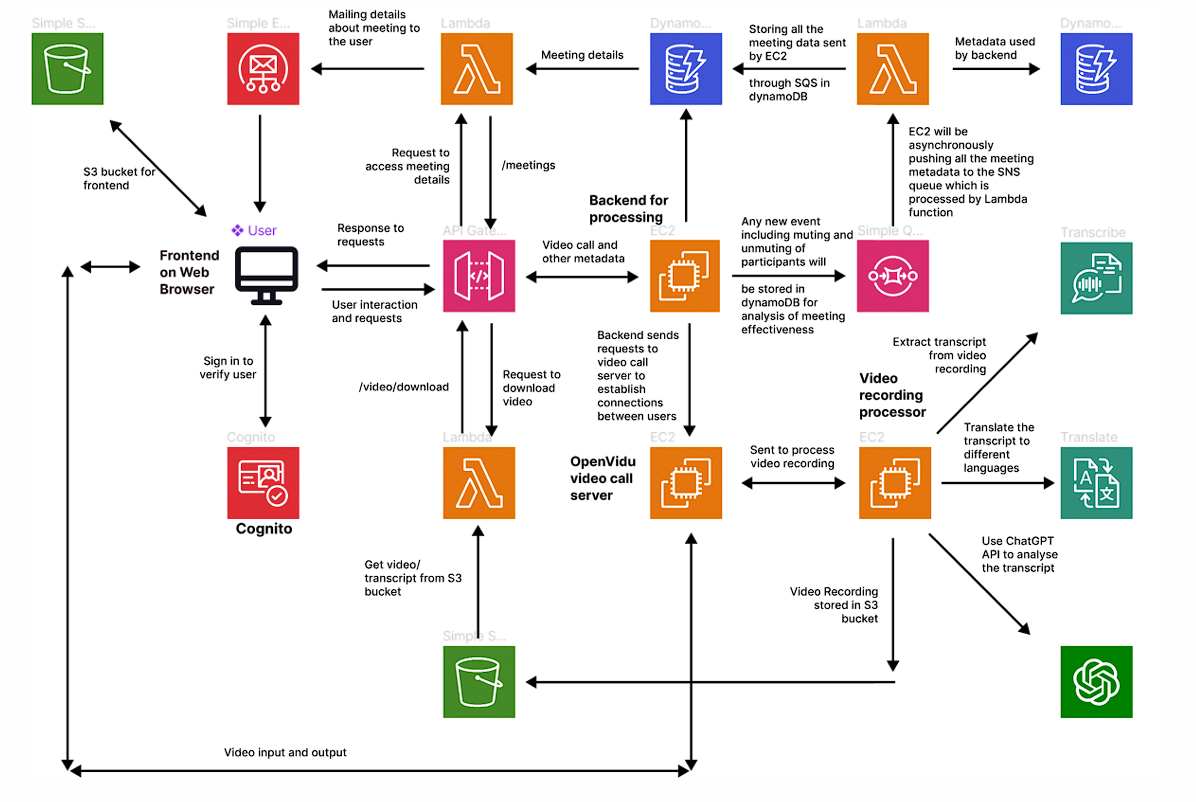 Simple S...
Simple E...
Lambda
Dynamo...
Lambda
Dynamo...
Mailing details
about meeting to
the user
Meeting details
Storing all the
meeting data sent
by EC2
through SQS in
dynamoDB
Metadata used
by backend
S3 bucket for
frontend
Request to
access meeting
details
/meetings
Backend for
processing
EC2 will be
asynchronously
pushing all the meeting
metadata to the SNS
queue which is
processed by Lambda
function
User
Frontend
on Web
Browser
Response to
requests
User interaction
and requests
API Gate...
Video call and
other metadata
EC2
Any new event
including muting and
unmuting of
participants will
be stored in
dynamoDB for
analysis of meeting
effectiveness
Simple Q...
Transcribe
Sign in to
verify user
/video/download
Request to
download
video
Backend sends
requests to
video call
server to
establish
connections
between users
Extract transcript
from video
recording
Video
recording
processor
Cognito
Cognito
Lambda
OpenVidu
video call
server
EC2
Sent to process
video recording
EC2
Translate the
transcript to
different
languages
Translate
A
文
Get video/
transcript from S3
bucket
Use ChatGPT
API to analyse
the transcript
Video Recording
stored in S3
bucket
Simple S...
Video input and output